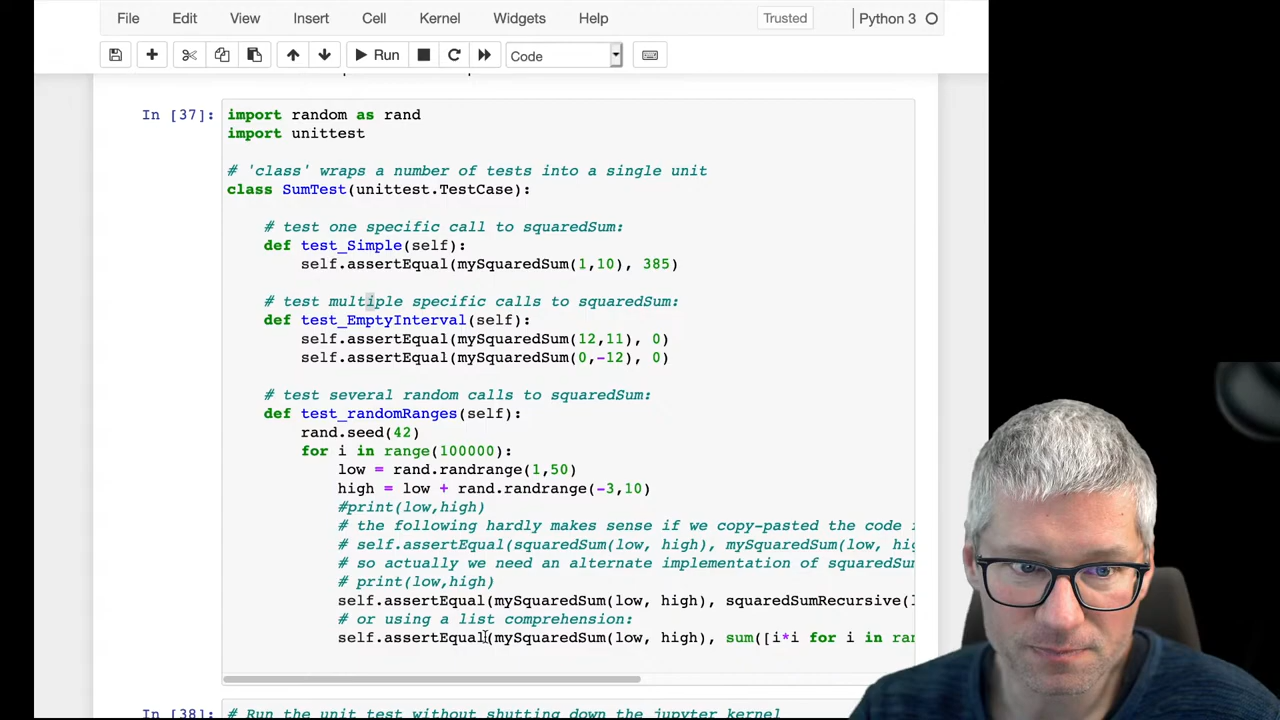 File Edit View Insert Cell Kernel Widgets Help Trusted Python 3
Run Code
In [37]: import random as rand
import unittest
# 'class' wraps a number of tests into a single unit
class SumTest(unittest.TestCase):
# test one specific call to squaredSum:
def test_Simple(self):
self.assertEqual(mySquaredSum(1,10), 385)
# test multiple specific calls to squaredSum:
def test_EmptyInterval(self):
self.assertEqual(mySquaredSum(12,11), 0)
self.assertEqual(mySquaredSum(0,-12), 0)
# test several random calls to squaredSum:
def test_randomRanges(self):
rand.seed(42)
for i in range(100000):
low = rand.randrange(1,50)
high = low + rand.randrange(-3,10)
#print(low,high)
# the following hardly makes sense if we copy-pasted the code
# self.assertEqual(squaredSum(low, high), mySquaredSum(low,
# so actually we need an alternate implementation of squaredSum
# print(low,high)
self.assertEqual(mySquaredSum(low, high), squaredSumRecursive(
# or using a list comprehension:
self.assertEqual(mySquaredSum(low, high), sum([i*i for i in
In [38]: # Run the unit test without shutting down the jupyter kernel